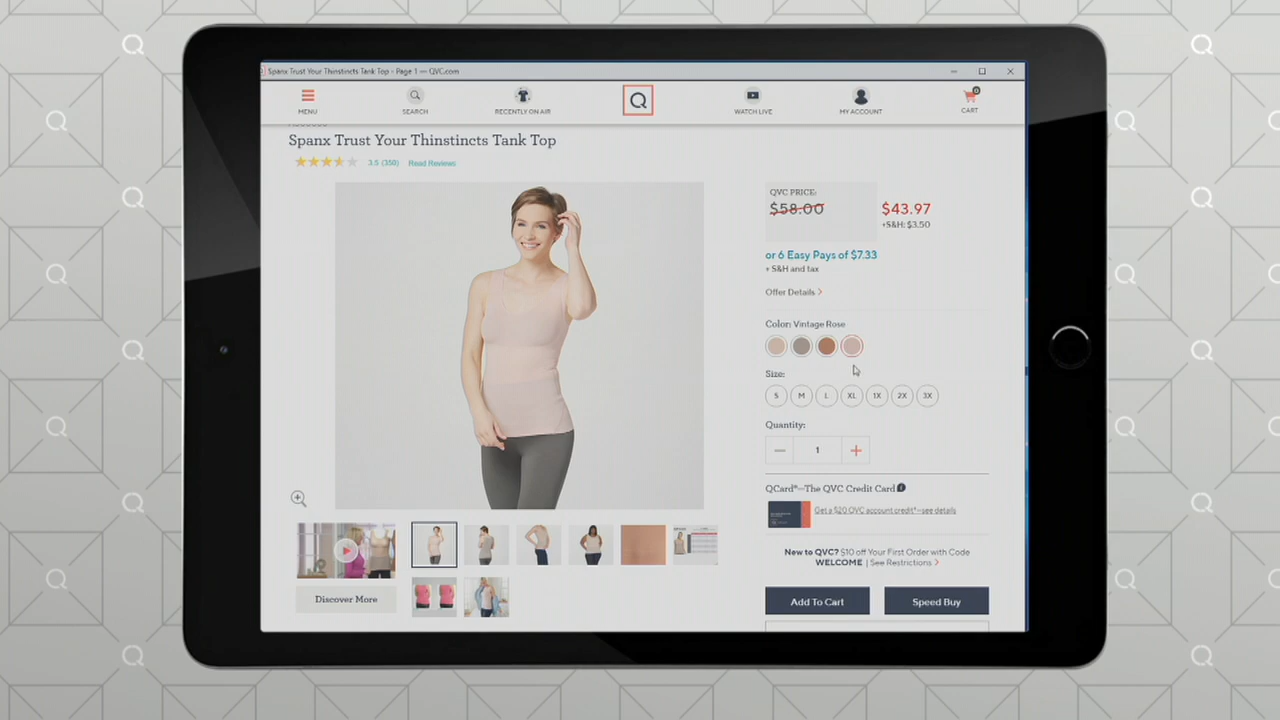 Spanx Trust Your Thinstincts Tank Top - Page 1 — QVC.com
MENU
SEARCH
RECENTLY ON AIR
Q
WATCH LIVE
MY ACCOUNT
0
CART
Spanx Trust Your Thinstincts Tank Top
3.5 (350) Read Reviews
QVC PRICE:
$58.00
$43.97
+S&H: $3.50
or 6 Easy Pays of $7.33
+ S&H and tax
Offer Details >
Color: Vintage Rose
Size:
S M L XL 1X 2X 3X
Quantity:
1
QCard®—The QVC Credit Card
Get a $20 QVC account credit*—see details
New to QVC? $10 off Your First Order with Code
WELCOME | See Restrictions >
Discover More
Add To Cart
Speed Buy